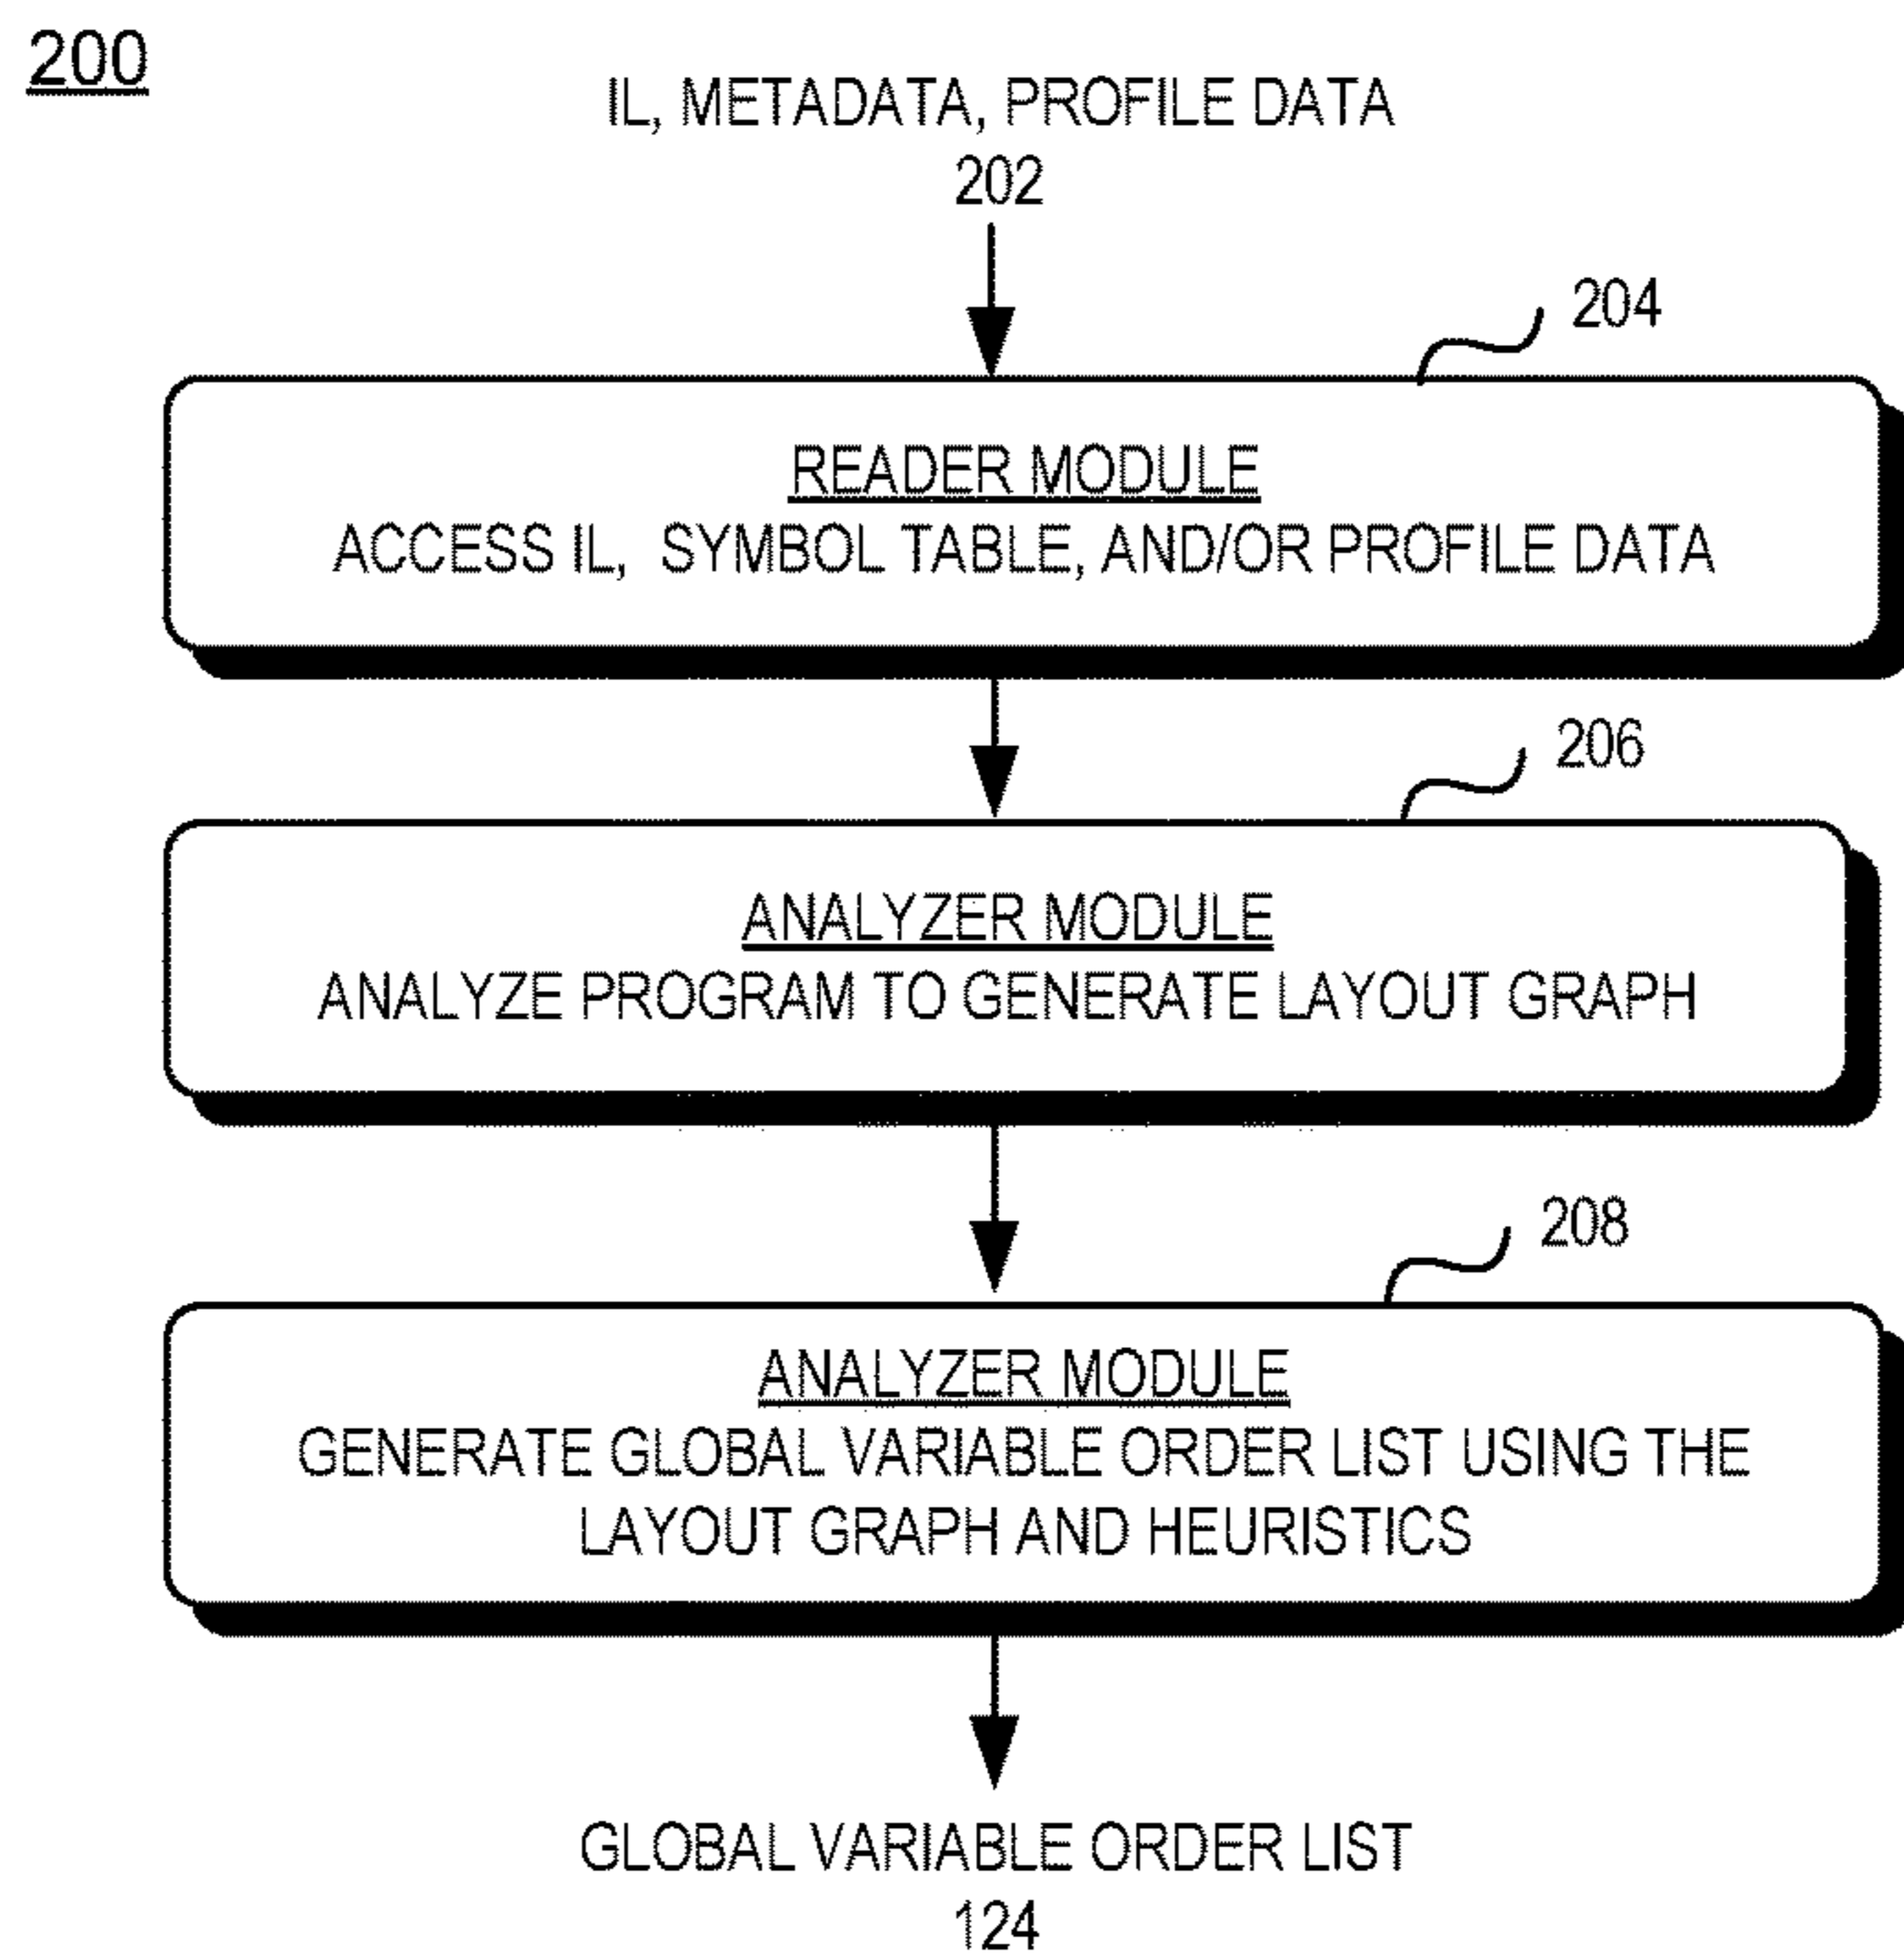 200
IL, METADATA, PROFILE DATA
202
204
READER MODULE
ACCESS IL, SYMBOL TABLE, AND/OR PROFILE DATA
206
ANALYZER MODULE
ANALYZE PROGRAM TO GENERATE LAYOUT GRAPH
208
ANALYZER MODULE
GENERATE GLOBAL VARIABLE ORDER LIST USING THE
LAYOUT GRAPH AND HEURISTICS
GLOBAL VARIABLE ORDER LIST
124